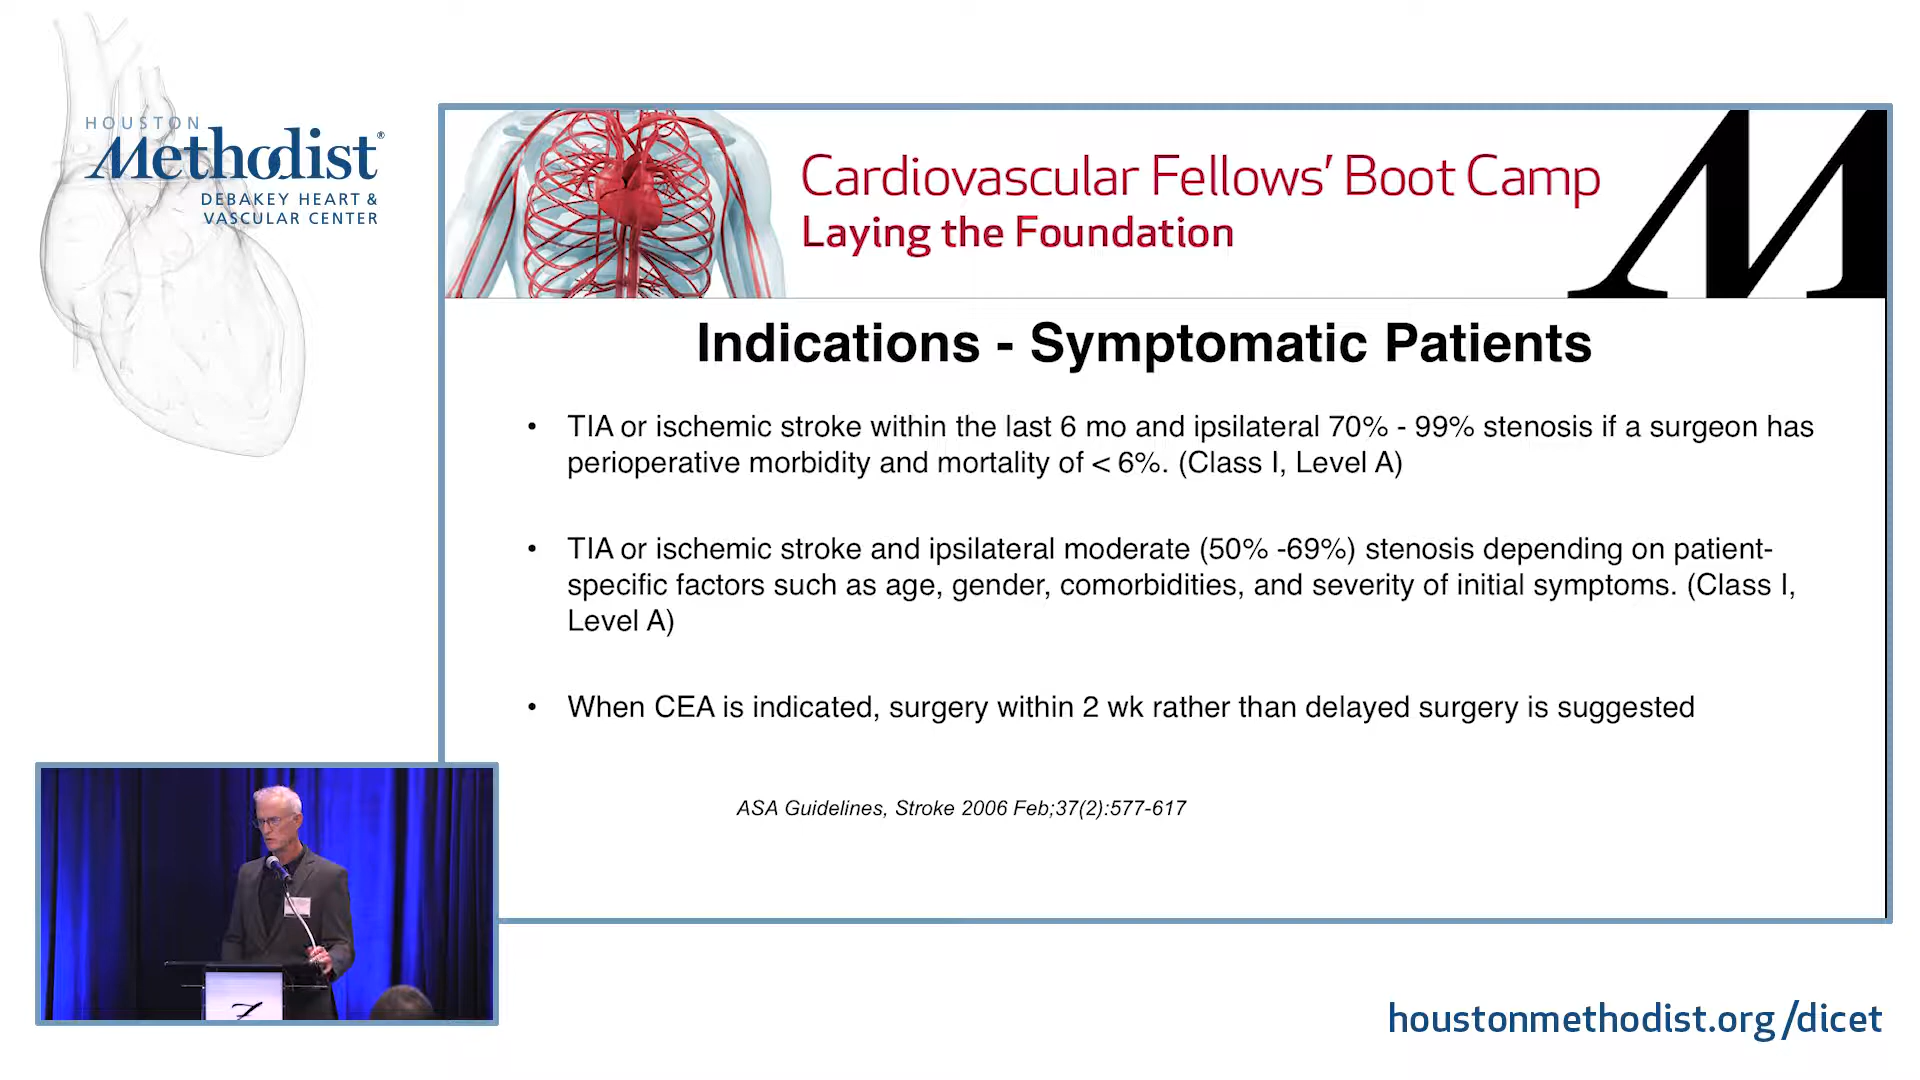 HOUSTON
Methodist®
DEBAKEY HEART &
VASCULAR CENTER
Cardiovascular Fellows’ Boot Camp
Laying the Foundation
M
Indications - Symptomatic Patients
• TIA or ischemic stroke within the last 6 mo and ipsilateral 70% - 99% stenosis if a surgeon has
perioperative morbidity and mortality of < 6%. (Class I, Level A)
• TIA or ischemic stroke and ipsilateral moderate (50% -69%) stenosis depending on patient-
specific factors such as age, gender, comorbidities, and severity of initial symptoms. (Class I,
Level A)
• When CEA is indicated, surgery within 2 wk rather than delayed surgery is suggested
ASA Guidelines, Stroke 2006 Feb;37(2):577-617
houstonmethodist.org/dicet